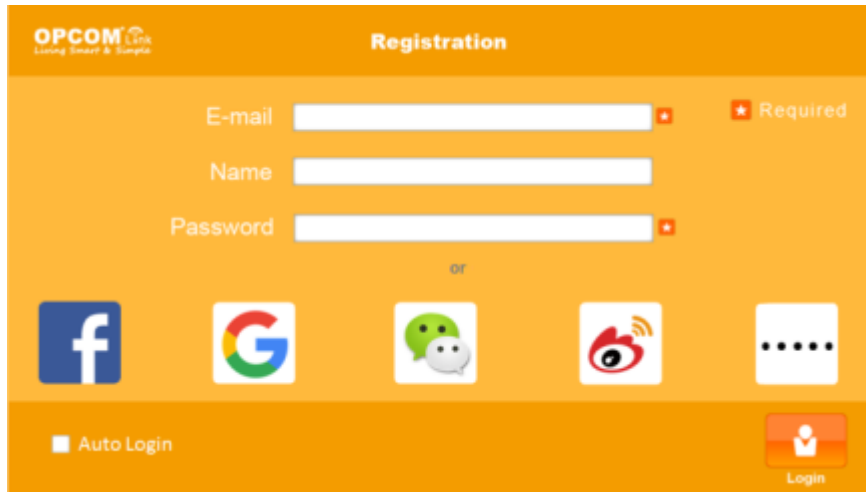 OPCOM Link
Living Smart & Simple
Registration
E-mail
Required
Name
Password
or
Auto Login
Login